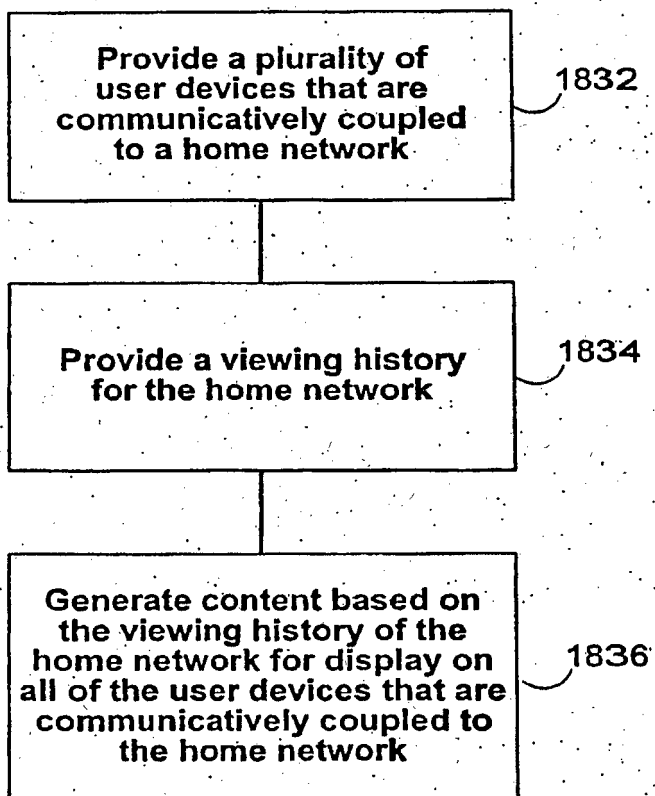 Provide a plurality of
user devices that are
communicatively coupled
to a home network
1832
Provide a viewing history
for the home network
1834
Generate content based on
the viewing history of the
home network for display on
all of the user devices that are
communicatively coupled to
the home network
1836